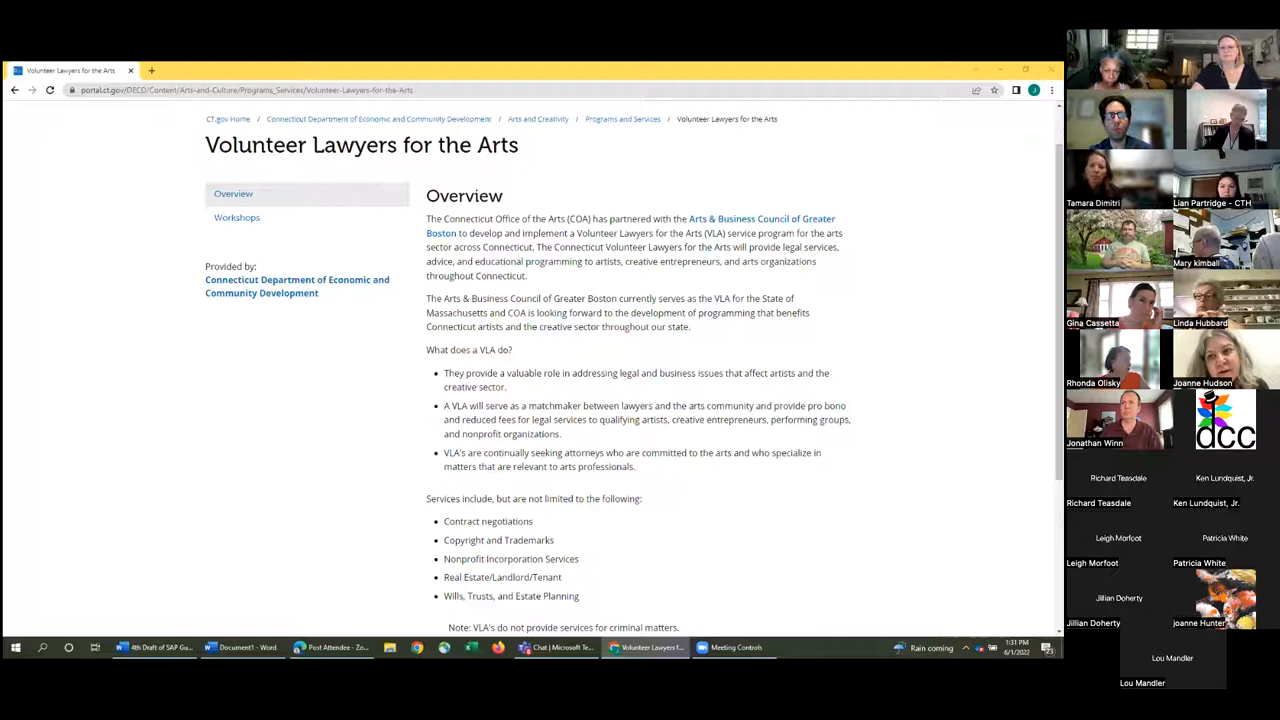 Volunteer Lawyers for the Arts
portal.ct.gov/DECD/Content/Arts-and-Culture/Programs_Services/Volunteer-Lawyers-for-the-Arts
J
CT.gov Home / Connecticut Department of Economic and Community Development / Arts and Creativity / Programs and Services / Volunteer Lawyers for the Arts
Volunteer Lawyers for the Arts
Overview
Workshops
Provided by:
Connecticut Department of Economic and
Community Development
Overview
The Connecticut Office of the Arts (COA) has partnered with the Arts & Business Council of Greater
Boston to develop and implement a Volunteer Lawyers for the Arts (VLA) service program for the arts
sector across Connecticut. The Connecticut Volunteer Lawyers for the Arts will provide legal services,
advice, and educational programming to artists, creative entrepreneurs, and arts organizations
throughout Connecticut.
The Arts & Business Council of Greater Boston currently serves as the VLA for the State of
Massachusetts and COA is looking forward to the development of programming that benefits
Connecticut artists and the creative sector throughout our state.
What does a VLA do?
They provide a valuable role in addressing legal and business issues that affect artists and the
creative sector.
A VLA will serve as a matchmaker between lawyers and the arts community and provide pro bono
and reduced fees for legal services to qualifying artists, creative entrepreneurs, performing groups,
and nonprofit organizations.
VLA's are continually seeking attorneys who are committed to the arts and who specialize in
matters that are relevant to arts professionals.
Services include, but are not limited to the following:
Contract negotiations
Copyright and Trademarks
Nonprofit Incorporation Services
Real Estate/Landlord/Tenant
Wills, Trusts, and Estate Planning
Note: VLA's do not provide services for criminal matters.
4th Draft of SAP Gu...
Document1 - Word
Post Attendee - Zo...
Chat | Microsoft Te...
Volunteer Lawyers f...
Meeting Controls
Rain coming
1:31 PM
6/1/2022
23
Tamara Dimitri
Lian Partridge - CTH
Mary kimball
Gina Cassetta
Linda Hubbard
Rhonda Olisky
Joanne Hudson
Jonathan Winn
dcc
Richard Teasdale
Ken Lundquist, Jr.
Richard Teasdale
Ken Lundquist, Jr.
Leigh Morfoot
Patricia White
Leigh Morfoot
Patricia White
Jillian Doherty
Jillian Doherty
joanne Hunter
Lou Mandler
Lou Mandler